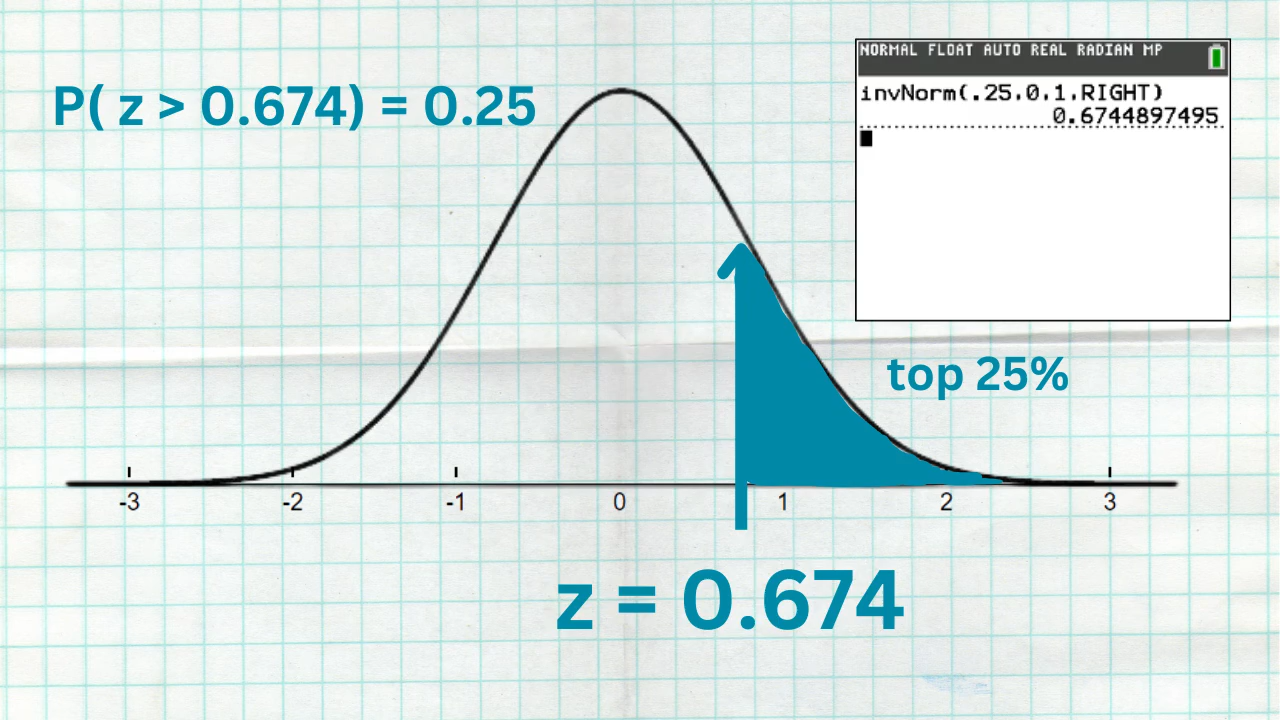 P( z > 0.674) = 0.25
NORMAL FLOAT AUTO REAL RADIAN MP
invNorm(.25,0,1,RIGHT)
0.6744897495
top 25%
-3 -2 -1 0 1 2 3
z = 0.674